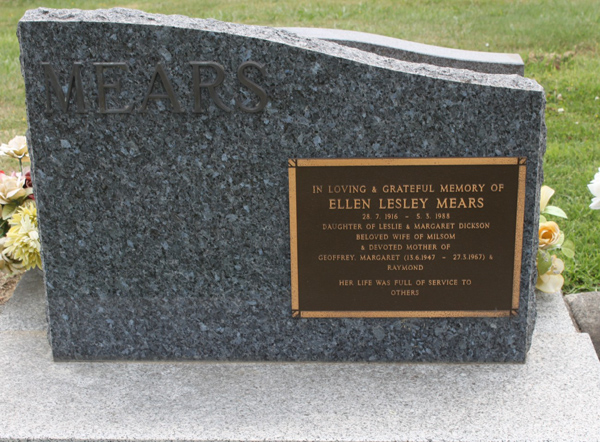 MEARS
IN LOVING & GRATEFUL MEMORY OF
ELLEN LESLEY MEARS
28. 7. 1916 – 5. 5. 1988
DAUGHTER OF LESLIE & MARGARET DICKSON
BELOVED WIFE OF MILSOM
& DEVOTED MOTHER OF
GEOFFREY, MARGARET (13.6.1947 – 27.3.1967) &
RAYMOND
HER LIFE WAS FULL OF SERVICE TO
OTHERS